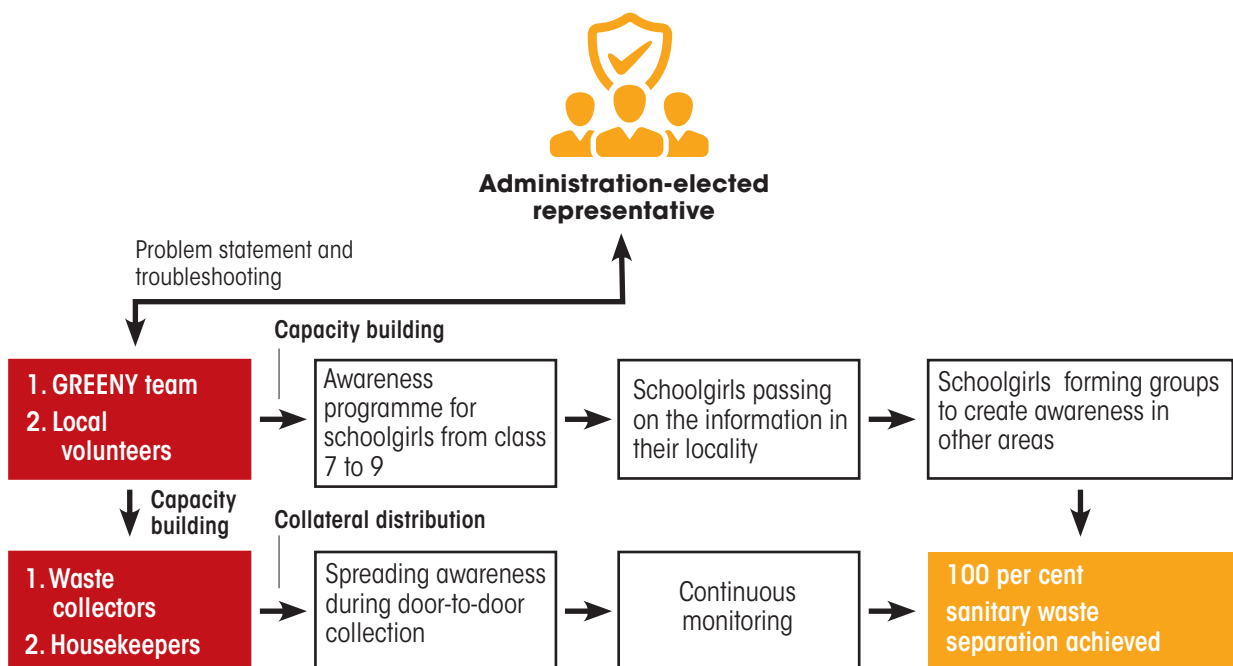 Administration-elected
representative
Problem statement and
troubleshooting
Capacity building
1. GREENY team
2. Local
volunteers
Awareness
programme for
schoolgirls from class
7 to 9
Schoolgirls passing
on the information in
their locality
Schoolgirls forming groups
to create awareness in
other areas
Capacity
building
Collateral distribution
1. Waste
collectors
2. Housekeepers
Spreading awareness
during door-to-door
collection
Continuous
monitoring
100 per cent
sanitary waste
separation achieved